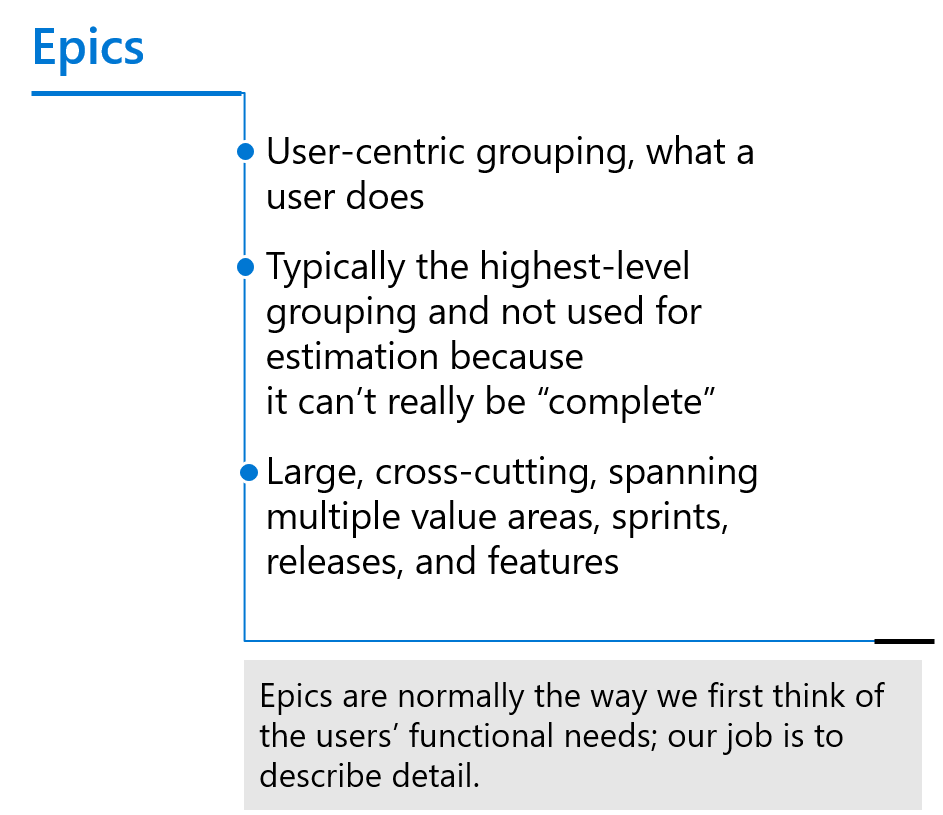 Epics
User-centric grouping, what a
user does
Typically the highest-level
grouping and not used for
estimation because
it can’t really be “complete”
Large, cross-cutting, spanning
multiple value areas, sprints,
releases, and features
Epics are normally the way we first think of
the users’ functional needs; our job is to
describe detail.